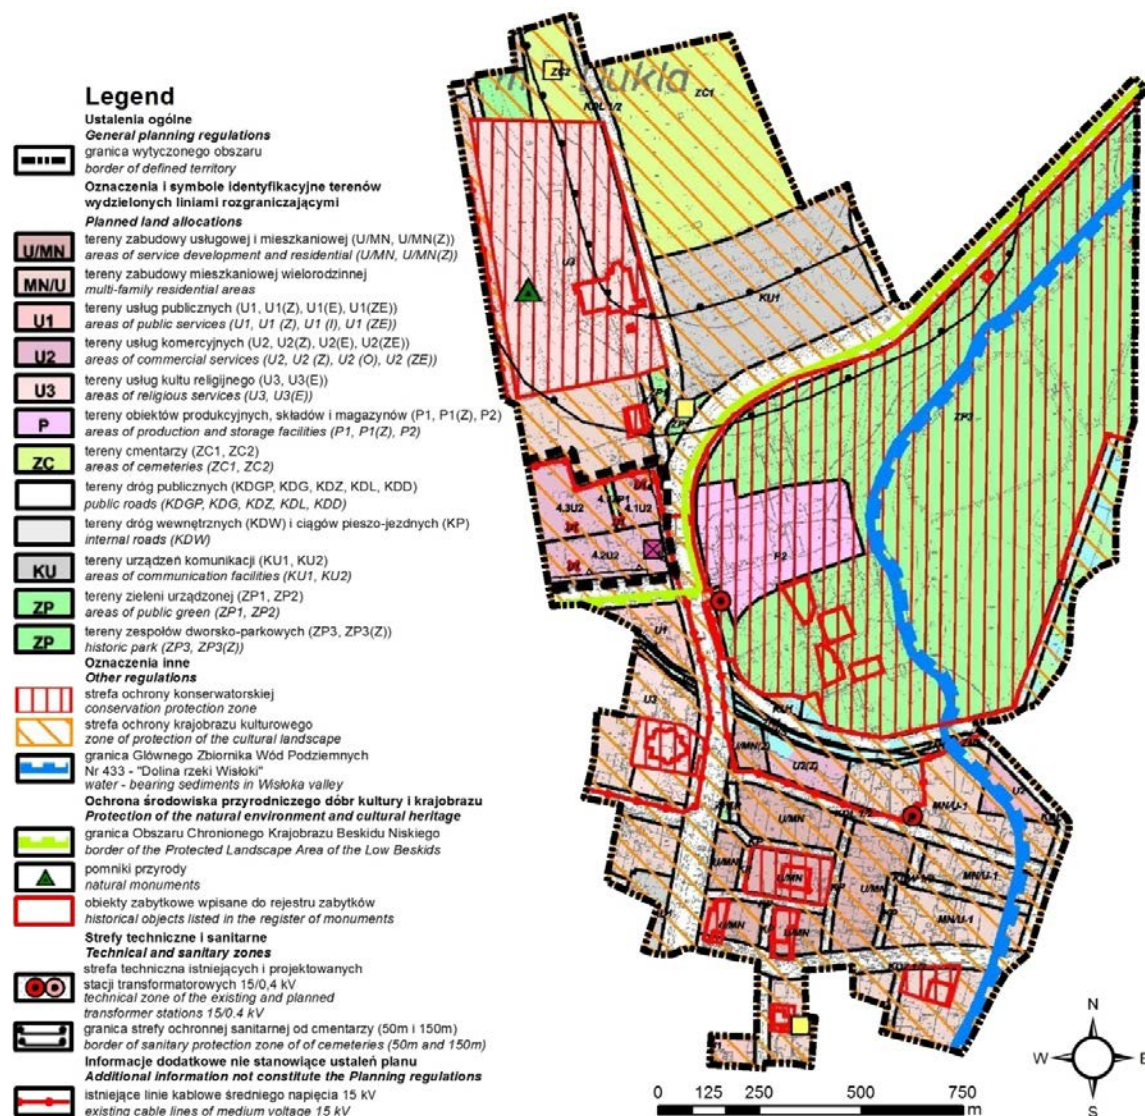 Legend
Ustalenia ogólne
General planning regulations
granica wytyczonego obszaru
border of defined territory
Oznaczenia i symbole identyfikacyjne terenów
wydzielonych liniami rozgraniczającymi
Planned land allocations
U/MN
tereny zabudowy usługowej i mieszkaniowej (U/MN, U/MN(Z))
areas of service development and residential (U/MN, U/MN(Z))
MN/U
tereny zabudowy mieszkaniowej wielorodzinnej
multi-family residential areas
U1
tereny usług publicznych (U1, U1(Z), U1(E), U1(ZE))
areas of public services (U1, U1 (Z), U1 (I), U1 (ZE))
U2
tereny usług komercyjnych (U2, U2(Z), U2(E), U2(ZE))
areas of commercial services (U2, U2 (Z), U2 (O), U2 (ZE))
U3
tereny usług kultu religijnego (U3, U3(E))
areas of religious services (U3, U3(E))
P
tereny obiektów produkcyjnych, składów i magazynów (P1, P1(Z), P2)
areas of production and storage facilities (P1, P1(Z), P2)
ZC
tereny cmentarzy (ZC1, ZC2)
areas of cemeteries (ZC1, ZC2)
tereny dróg publicznych (KDGP, KDG, KDZ, KDL, KDD)
public roads (KDGP, KDG, KDZ, KDL, KDD)
tereny dróg wewnętrznych (KDW) i ciągów pieszo-jezdnych (KP)
internal roads (KDW)
KU
tereny urządzeń komunikacji (KU1, KU2)
areas of communication facilities (KU1, KU2)
ZP
tereny zieleni urządzonej (ZP1, ZP2)
areas of public green (ZP1, ZP2)
ZP
tereny zespołów dworsko-parkowych (ZP3, ZP3(Z))
historic park (ZP3, ZP3(Z))
Oznaczenia inne
Other regulations
strefa ochrony konserwatorskiej
conservation protection zone
strefa ochrony krajobrazu kulturowego
zone of protection of the cultural landscape
granica Głównego Zbiornika Wód Podziemnych
Nr 433 - "Dolina rzeki Wisłoki"
water - bearing sediments in Wisłoka valley
Ochrona środowiska przyrodniczego dóbr kultury i krajobrazu
Protection of the natural environment and cultural heritage
granica Obszaru Chronionego Krajobrazu Beskidu Niskiego
border of the Protected Landscape Area of the Low Beskids
pomniki przyrody
natural monuments
obiekty zabytkowe wpisane do rejestru zabytków
historical objects listed in the register of monuments
Strefy techniczne i sanitarne
Technical and sanitary zones
strefa techniczna istniejących i projektowanych
stacji transformatorowych 15/0,4 kV
technical zone of the existing and planned
transformer stations 15/0.4 kV
granica strefy ochronnej sanitarnej od cmentarzy (50m i 150m)
border of sanitary protection zone of of cemeteries (50m and 150m)
Informacje dodatkowe nie stanowiące ustaleń planu
Additional information not constitute the Planning regulations
istniejące linie kablowe średniego napięcia 15 kV
existing cable lines of medium voltage 15 kV
ZC2
ZC1
KDL 1/2
U3
KU1
4.3U2
4.1U2
4.2U2
P2
U1
U3
KU1
U/MN(Z)
U2(Z)
U2
MN/U-1
U/MN
KP
U/MN
U/MN
U/MN
KP
MN/U-1
MN/U-1
U/MN
U/MN
N
W
E
S
0 125 250 500 750
m